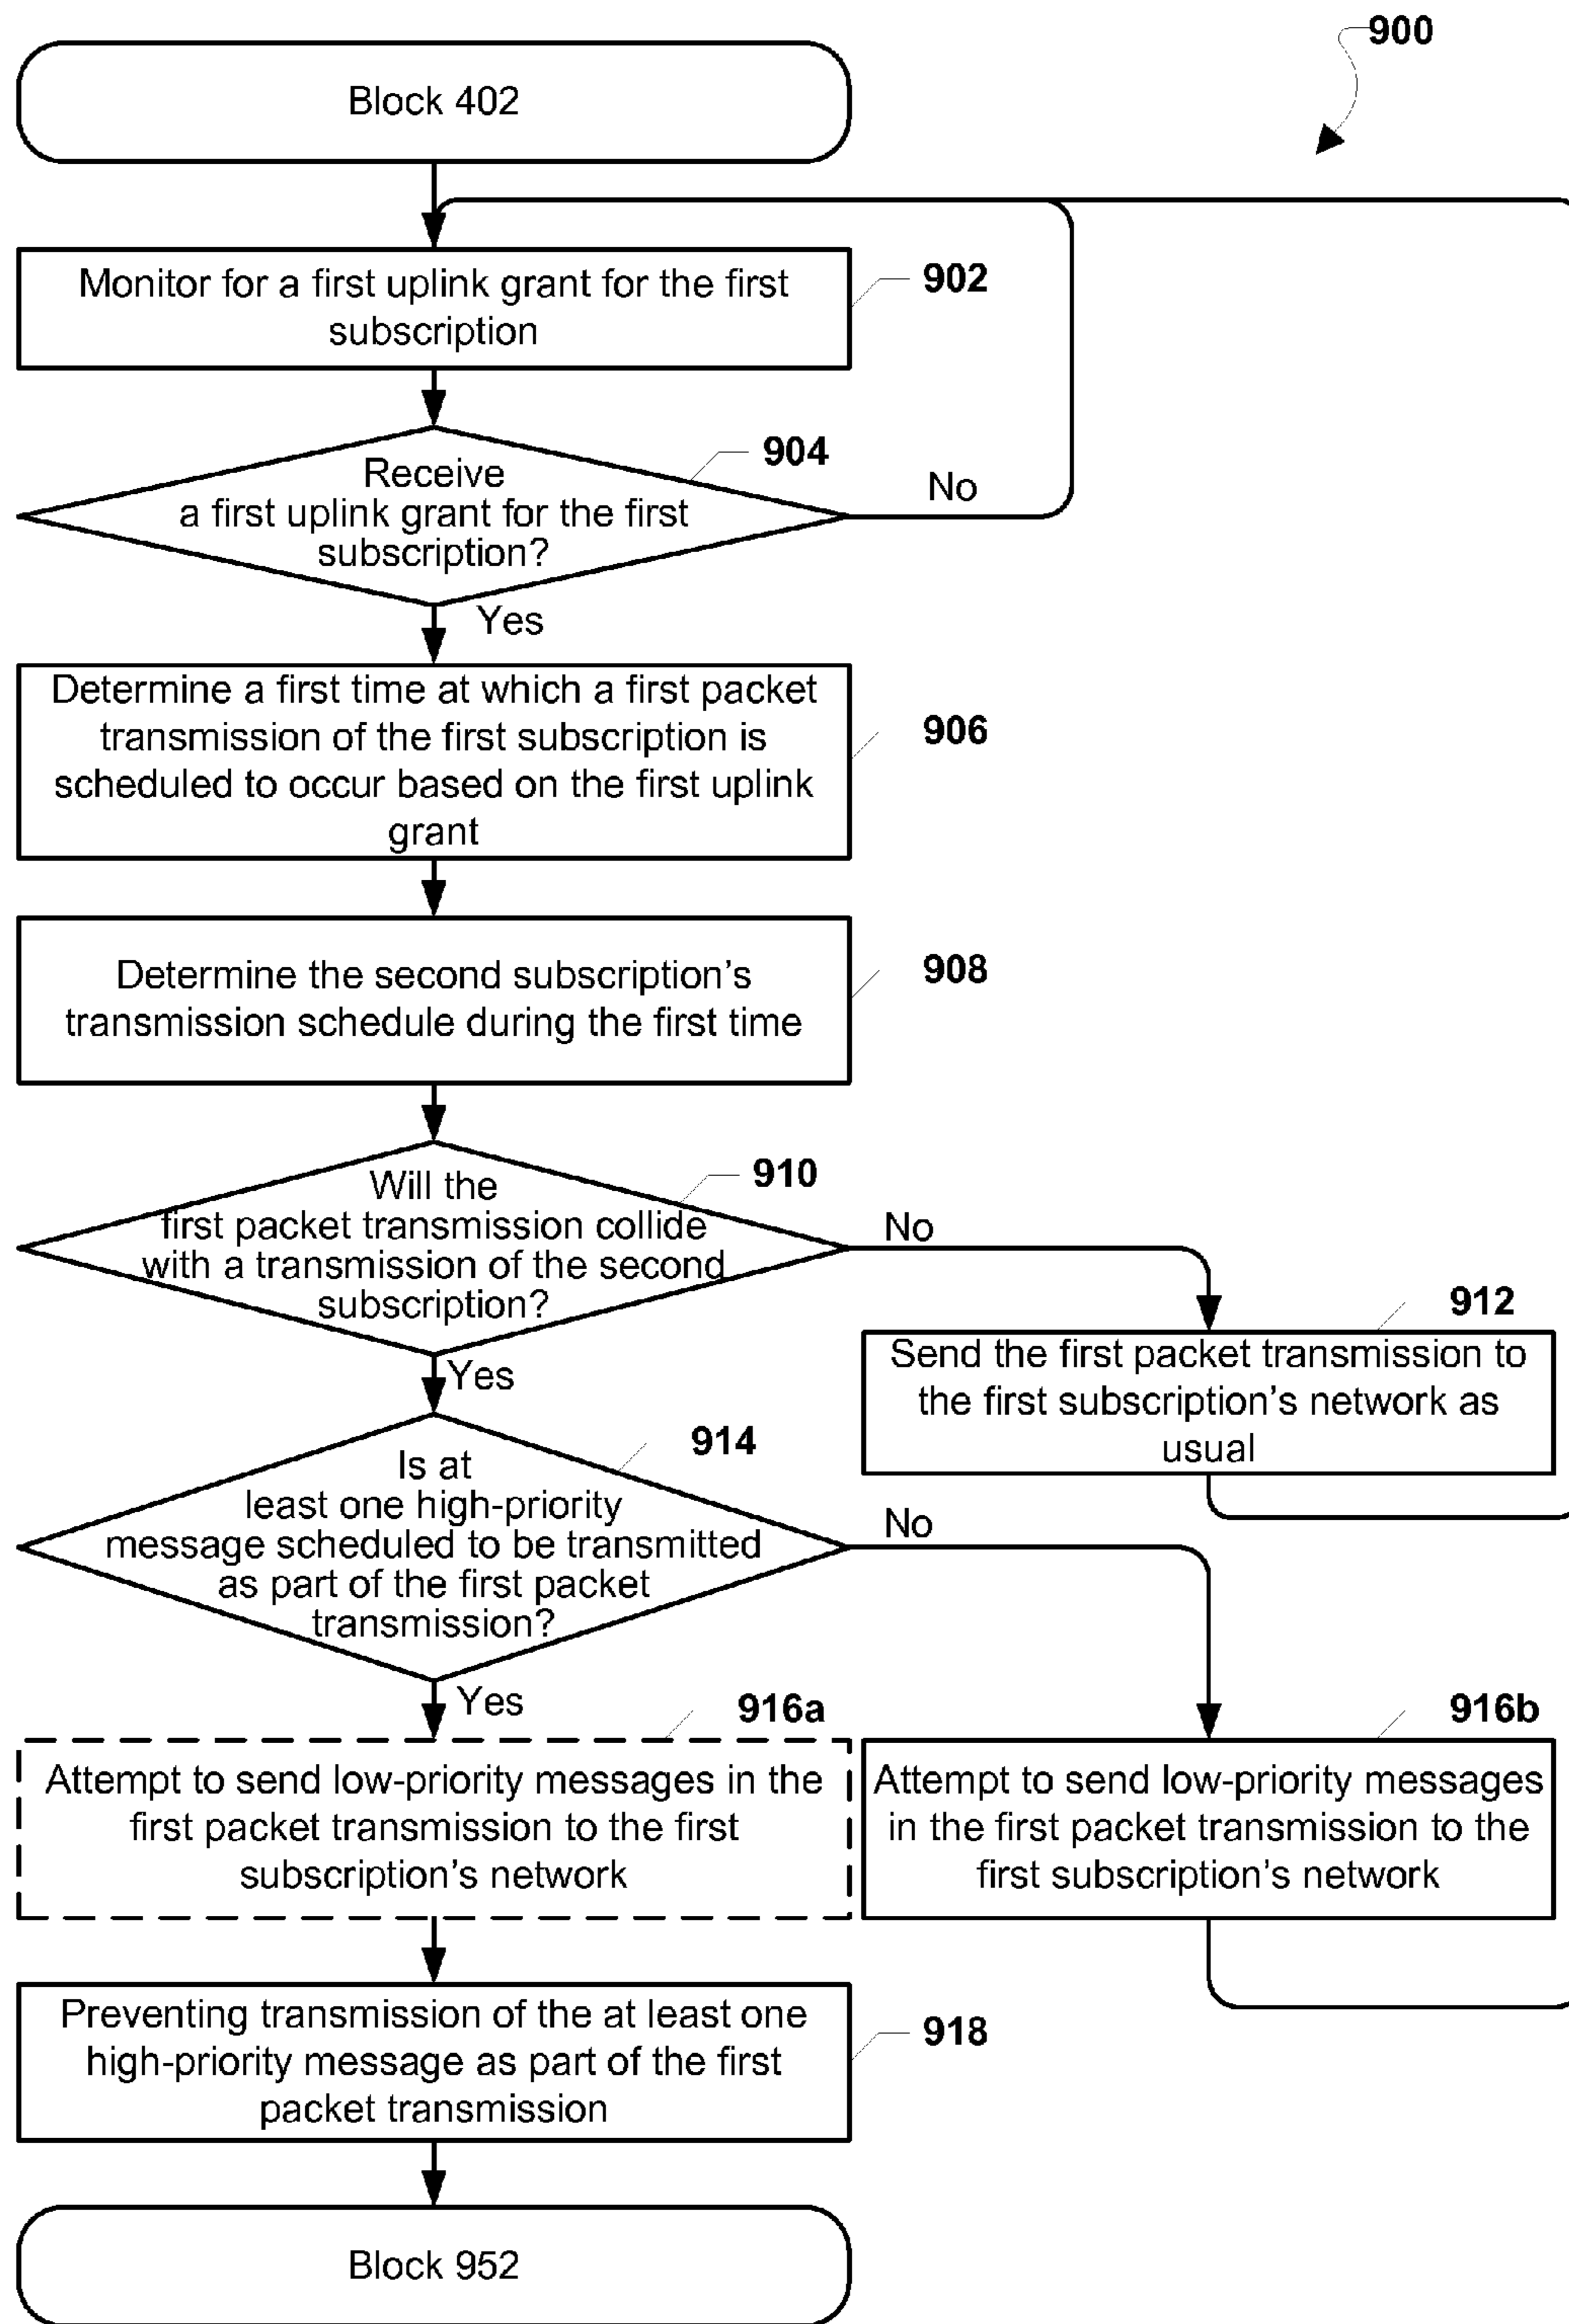 900
Block 402
Monitor for a first uplink grant for the first
subscription
902
904
Receive
a first uplink grant for the first
subscription?
No
Yes
Determine a first time at which a first packet
transmission of the first subscription is
scheduled to occur based on the first uplink
grant
906
Determine the second subscription’s
transmission schedule during the first time
908
910
Will the
first packet transmission collide
with a transmission of the second
subscription?
No
Yes
912
Send the first packet transmission to
the first subscription’s network as
usual
914
Is at
least one high-priority
message scheduled to be transmitted
as part of the first packet
transmission?
No
Yes
916a
Attempt to send low-priority messages in the
first packet transmission to the first
subscription’s network
916b
Attempt to send low-priority messages
in the first packet transmission to the
first subscription’s network
Preventing transmission of the at least one
high-priority message as part of the first
packet transmission
918
Block 952